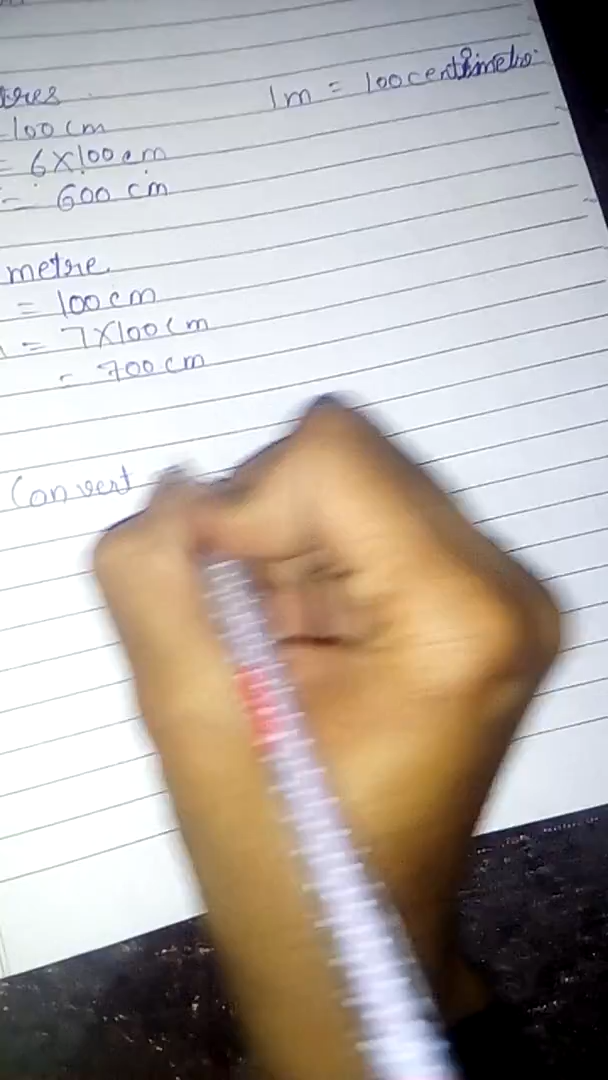 tres
1m = 100 centimetre.
100 cm
= 6x100 cm
= 600 cm
metre
= 100 cm
= 7x100 cm
= 700 cm
Convert